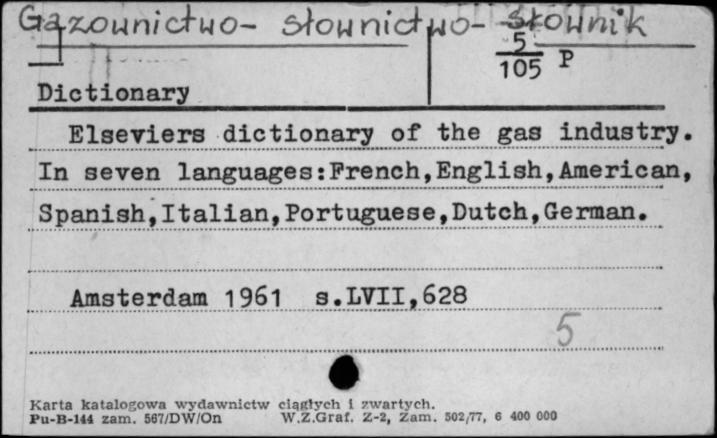 Gazownictwo- słownictwo- słownik
5
105 P
Dictionary
Elseviers dictionary of the gas industry.
In seven languages:French,English,American,
Spanish,Italian,Portuguese,Dutch,German.
Amsterdam 1961 s.LVII,628
5
Karta katalogowa wydawnictw ciągłych i zwartych.
Pu-B-144 zam. 567/DW/On W.Z.Graf. Z-2, Zam. 502/77, 6 400 000